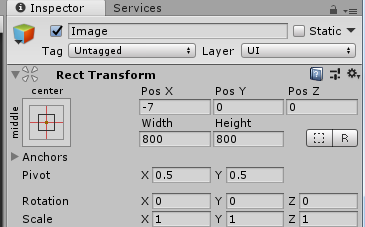 Inspector Services
Image Static
Tag Untagged Layer UI
Rect Transform
center
middle
Pos X Pos Y Pos Z
-7 0 0
Width Height
800 800
R
Anchors
Pivot X 0.5 Y 0.5
Rotation X 0 Y 0 Z 0
Scale X 1 Y 1 Z 1